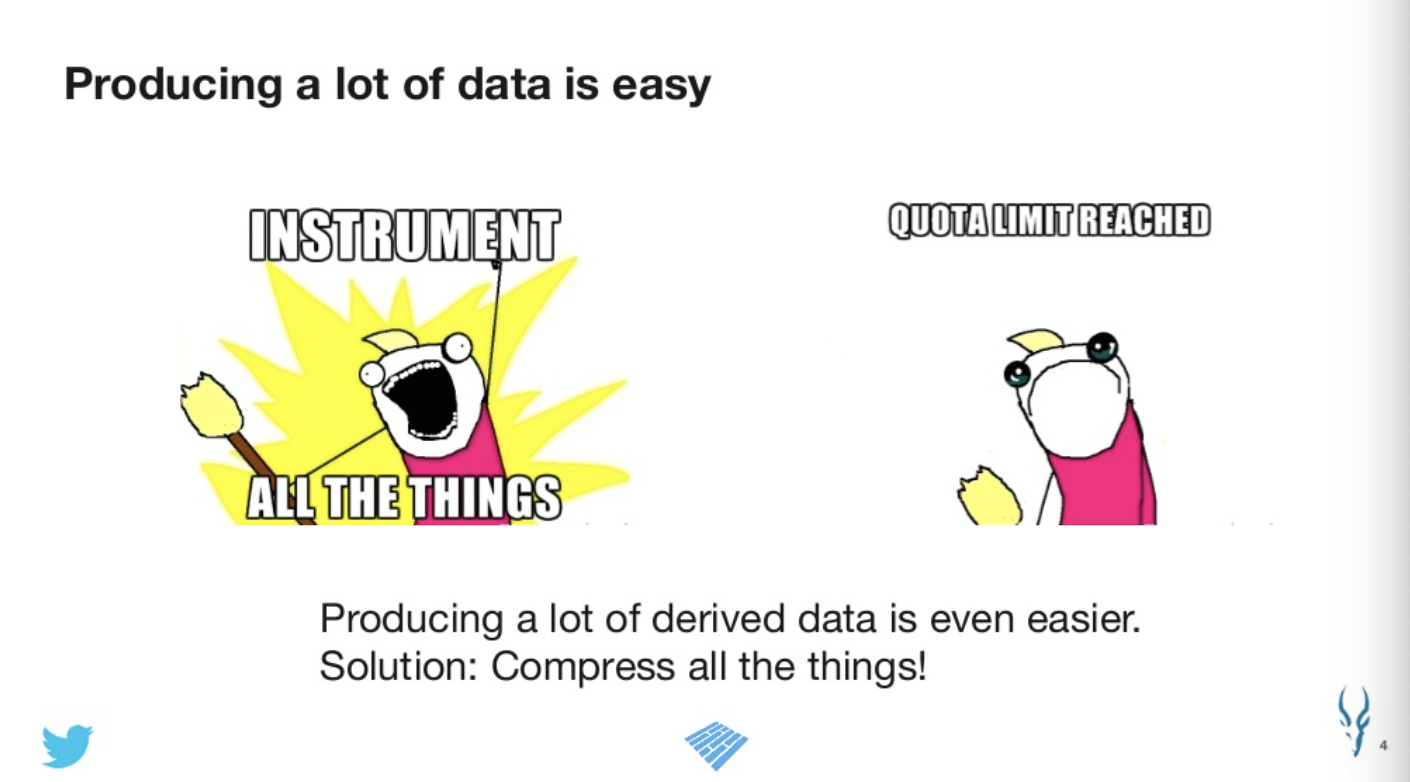 Producing a lot of data is easy
INSTRUMENT
ALL THE THINGS
QUOTA LIMIT REACHED
Producing a lot of derived data is even easier.
Solution: Compress all the things!
4